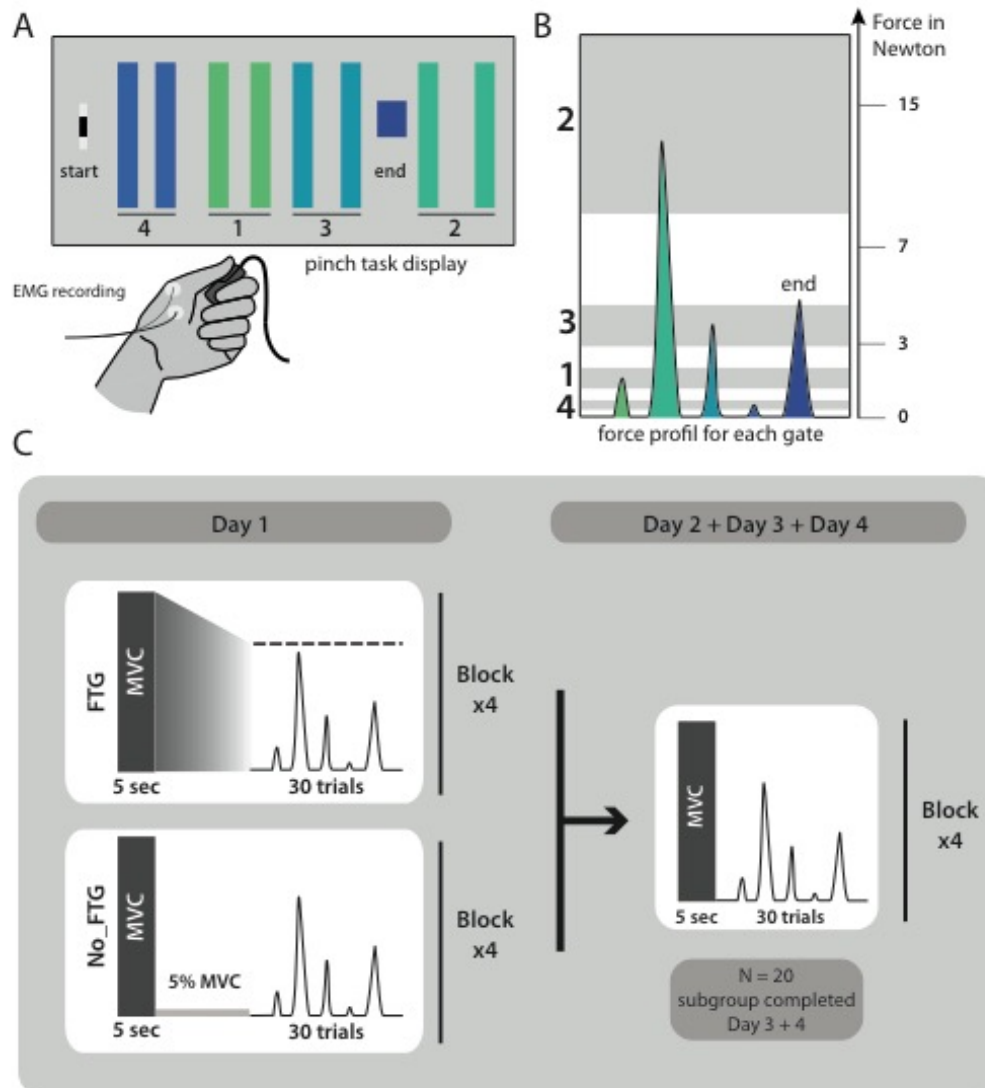 A
start
end
4
1
3
2
pinch task display
EMG recording
B
Force in
Newton
15
7
3
0
2
3
1
4
end
force profil for each gate
C
Day 1
FTG
MVC
5 sec
30 trials
Block
x4
No_FTG
MVC
5% MVC
5 sec
30 trials
Block
x4
Day 2 + Day 3 + Day 4
MVC
5 sec
30 trials
Block
x4
N = 20
subgroup completed
Day 3 + 4